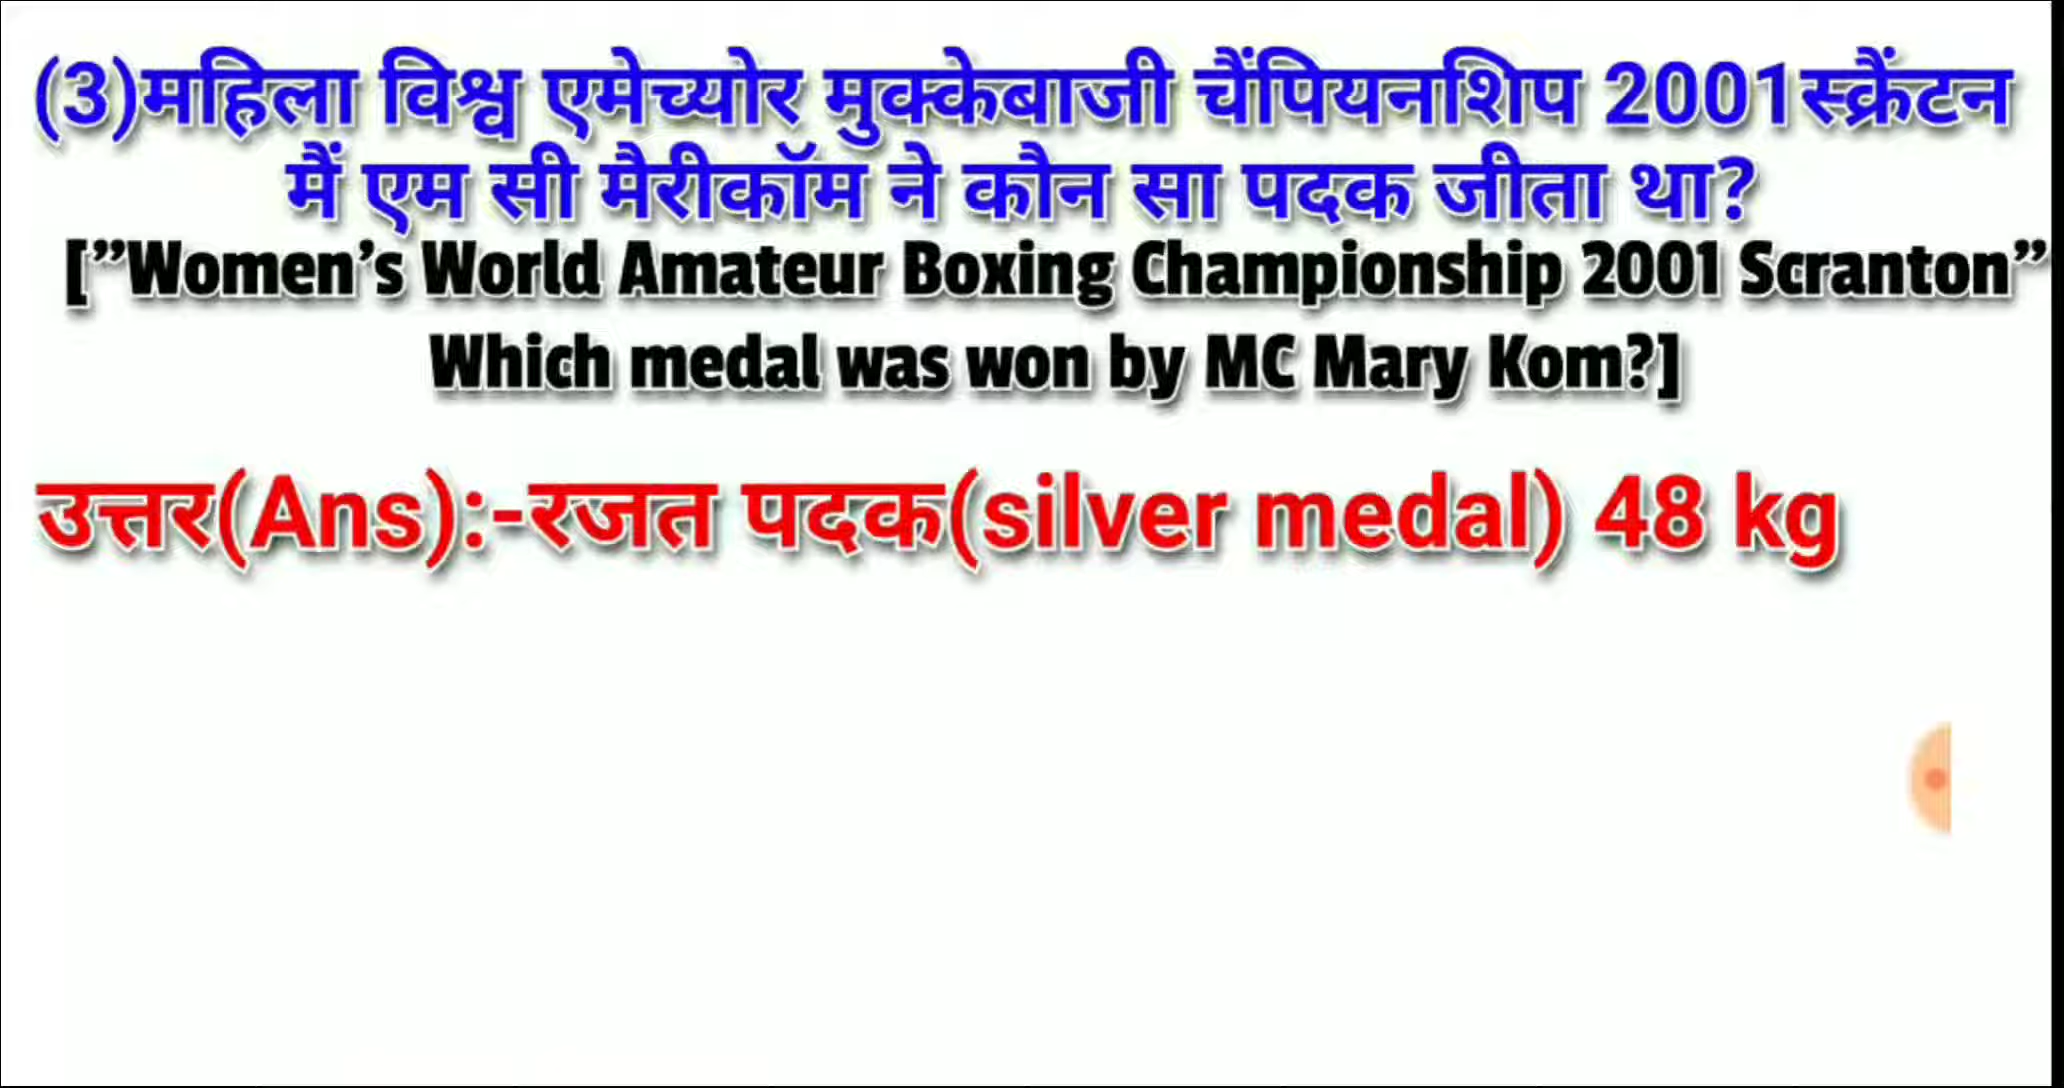 (3)महिला विश्व एमेच्योर मुक्केबाजी चैंपियनशिप 2001स्क्रैंटन
मैं एम सी मैरीकॉम ने कौन सा पदक जीता था?
[”Women’s World Amateur Boxing Championship 2001 Scranton”
Which medal was won by MC Mary Kom?]
उत्तर(Ans):-रजत पदक(silver medal) 48 kg